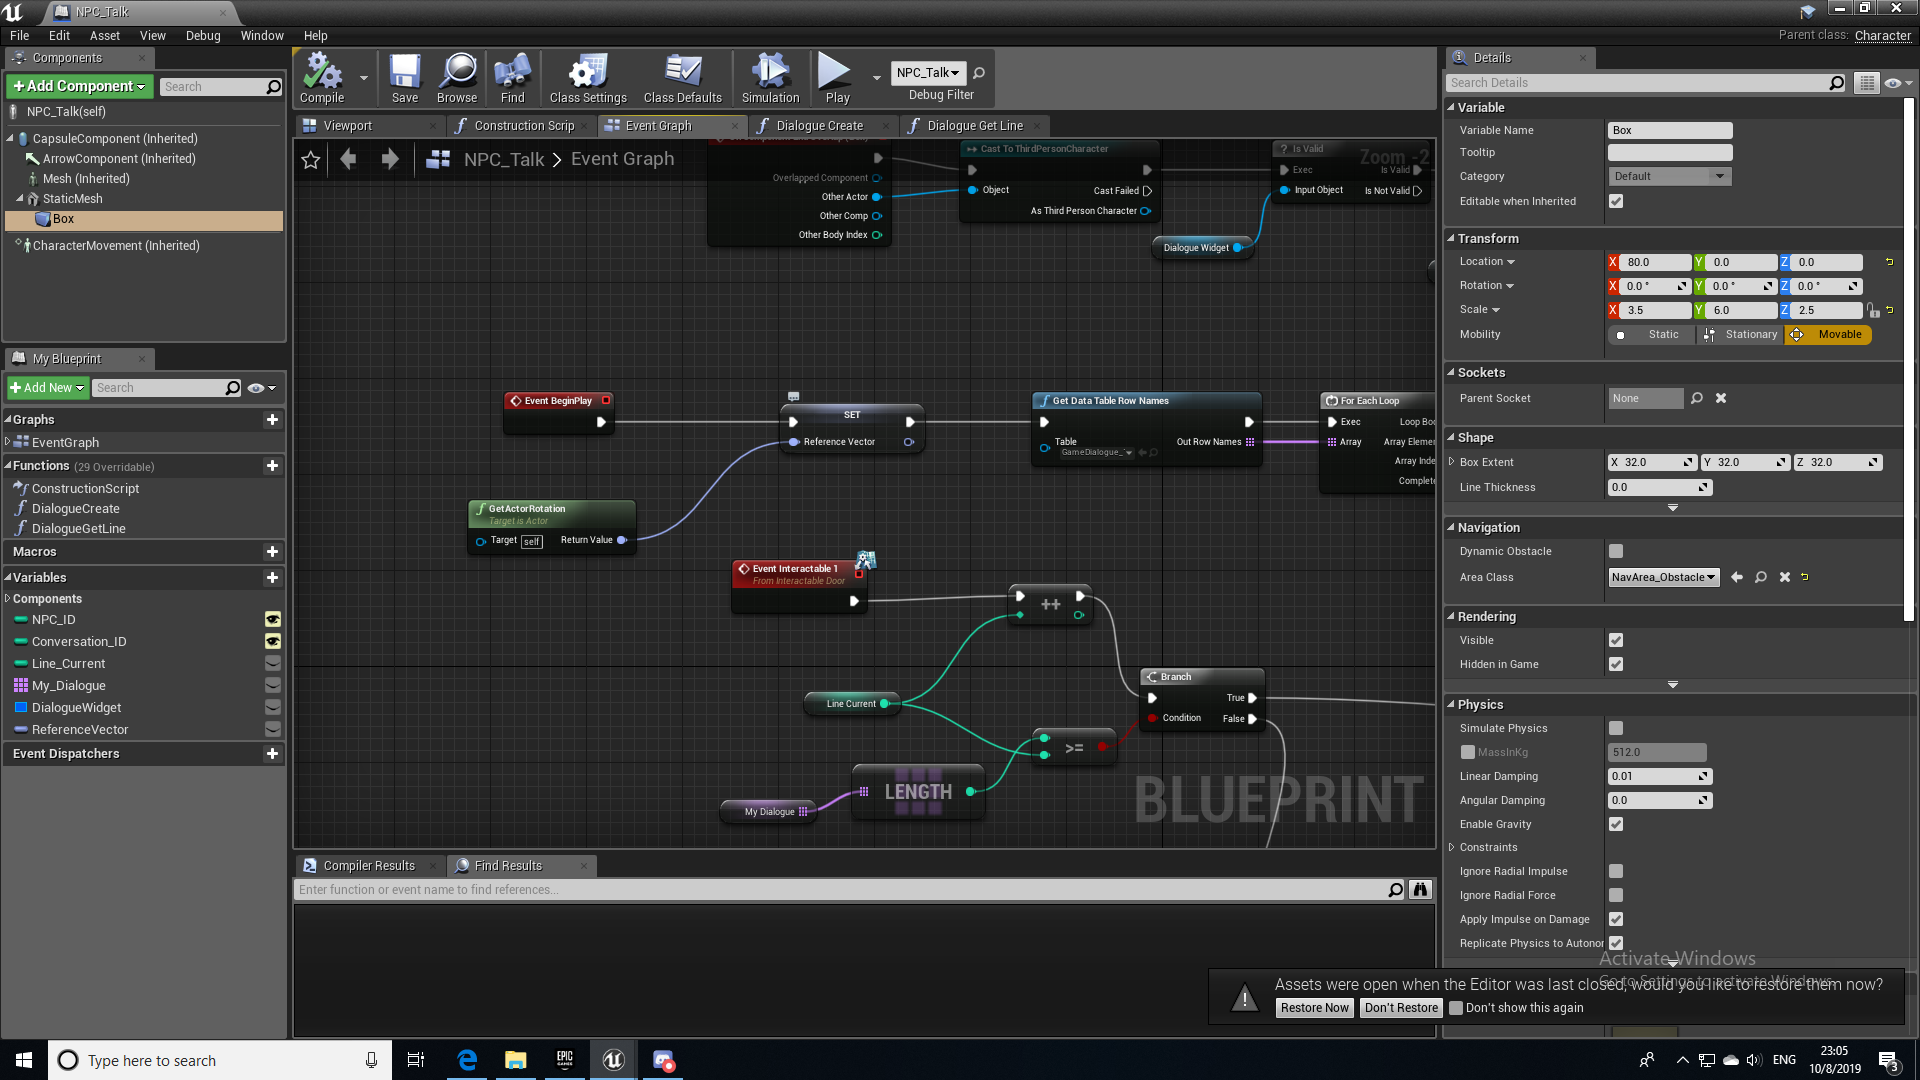 NPC_Talk
File Edit Asset View Debug Window Help
Parent class: Character
Components
+Add Component
Search
NPC_Talk(self)
CapsuleComponent (Inherited)
ArrowComponent (Inherited)
Mesh (Inherited)
StaticMesh
Box
CharacterMovement (Inherited)
My Blueprint
+Add New
Search
Graphs
EventGraph
Functions (29 Overridable)
ConstructionScript
DialogueCreate
DialogueGetLine
Macros
Variables
Components
NPC_ID
Conversation_ID
Line_Current
My_Dialogue
DialogueWidget
ReferenceVector
Event Dispatchers
Compile
Save
Browse
Find
Class Settings
Class Defaults
Simulation
Play
NPC_Talk
Debug Filter
Viewport
Construction Scrip
Event Graph
Dialogue Create
Dialogue Get Line
NPC_Talk > Event Graph
Zoom -2
Overlapped Component
Other Actor
Other Comp
Other Body Index
Cast To ThirdPersonCharacter
Object
Cast Failed
As Third Person Character
? Is Valid
Exec
Is Valid
Input Object
Is Not Valid
Dialogue Widget
Event BeginPlay
SET
Reference Vector
Get Data Table Row Names
Table
GameDialogue_
Out Row Names
For Each Loop
Exec
Loop Bo
Array
Array Elem
Array Inde
Complete
GetActorRotation
Target is Actor
Target self
Return Value
Event Interactable 1
From Interactable Door
++
Line Current
Branch
True
Condition
False
>=
LENGTH
My Dialogue
BLUEPRINT
Compiler Results
Find Results
Enter function or event name to find references...
Details
Search Details
Variable
Variable Name Box
Tooltip
Category Default
Editable when Inherited
Transform
Location X 80.0 Y 0.0 Z 0.0
Rotation X 0.0 ° Y 0.0 ° Z 0.0 °
Scale X 3.5 Y 6.0 Z 2.5
Mobility Static Stationary Movable
Sockets
Parent Socket None
Shape
Box Extent X 32.0 Y 32.0 Z 32.0
Line Thickness 0.0
Navigation
Dynamic Obstacle
Area Class NavArea_Obstacle
Rendering
Visible
Hidden in Game
Physics
Simulate Physics
MassInKg 512.0
Linear Damping 0.01
Angular Damping 0.0
Enable Gravity
Constraints
Ignore Radial Impulse
Ignore Radial Force
Apply Impulse on Damage
Replicate Physics to Autonor
Activate Windows
Go to Settings to activate Windows.
Assets were open when the Editor was last closed, would you like to restore them now?
Restore Now
Don't Restore
Don't show this again
Type here to search
EPIC GAMES
ENG
23:05
10/8/2019
3